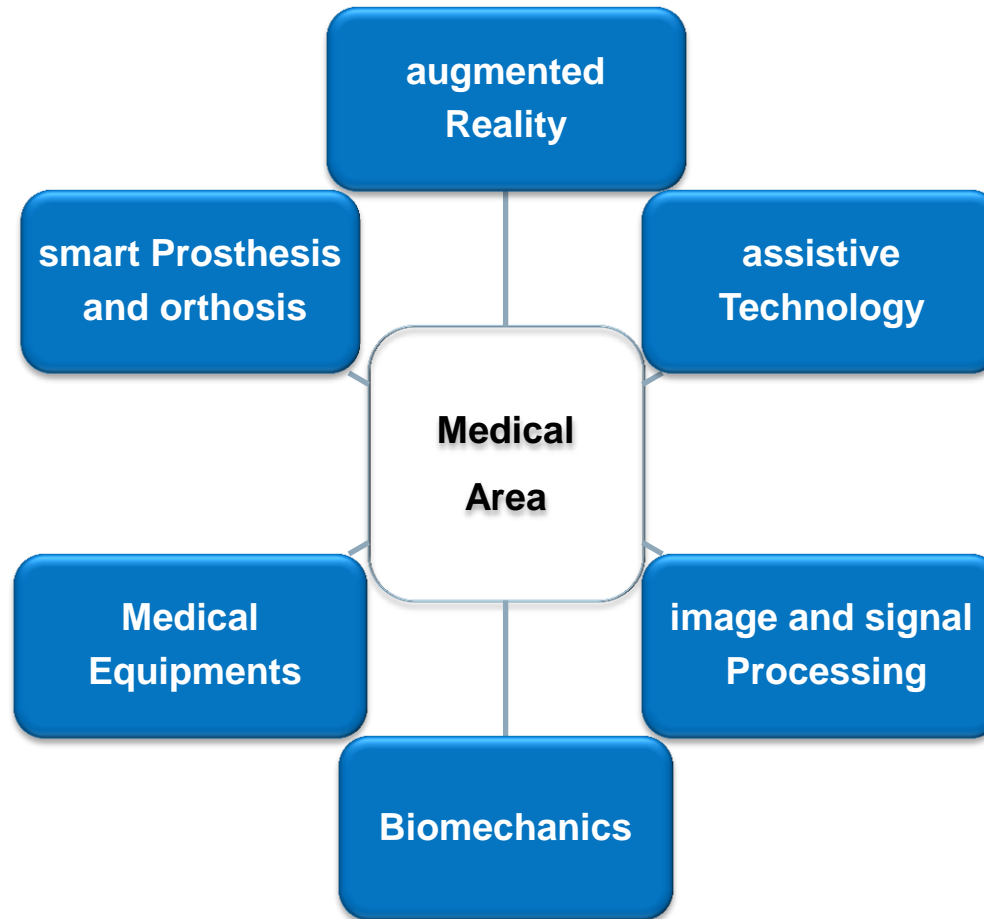 augmented
Reality
smart Prosthesis
and orthosis
assistive
Technology
Medical
Area
Medical
Equipments
image and signal
Processing
Biomechanics